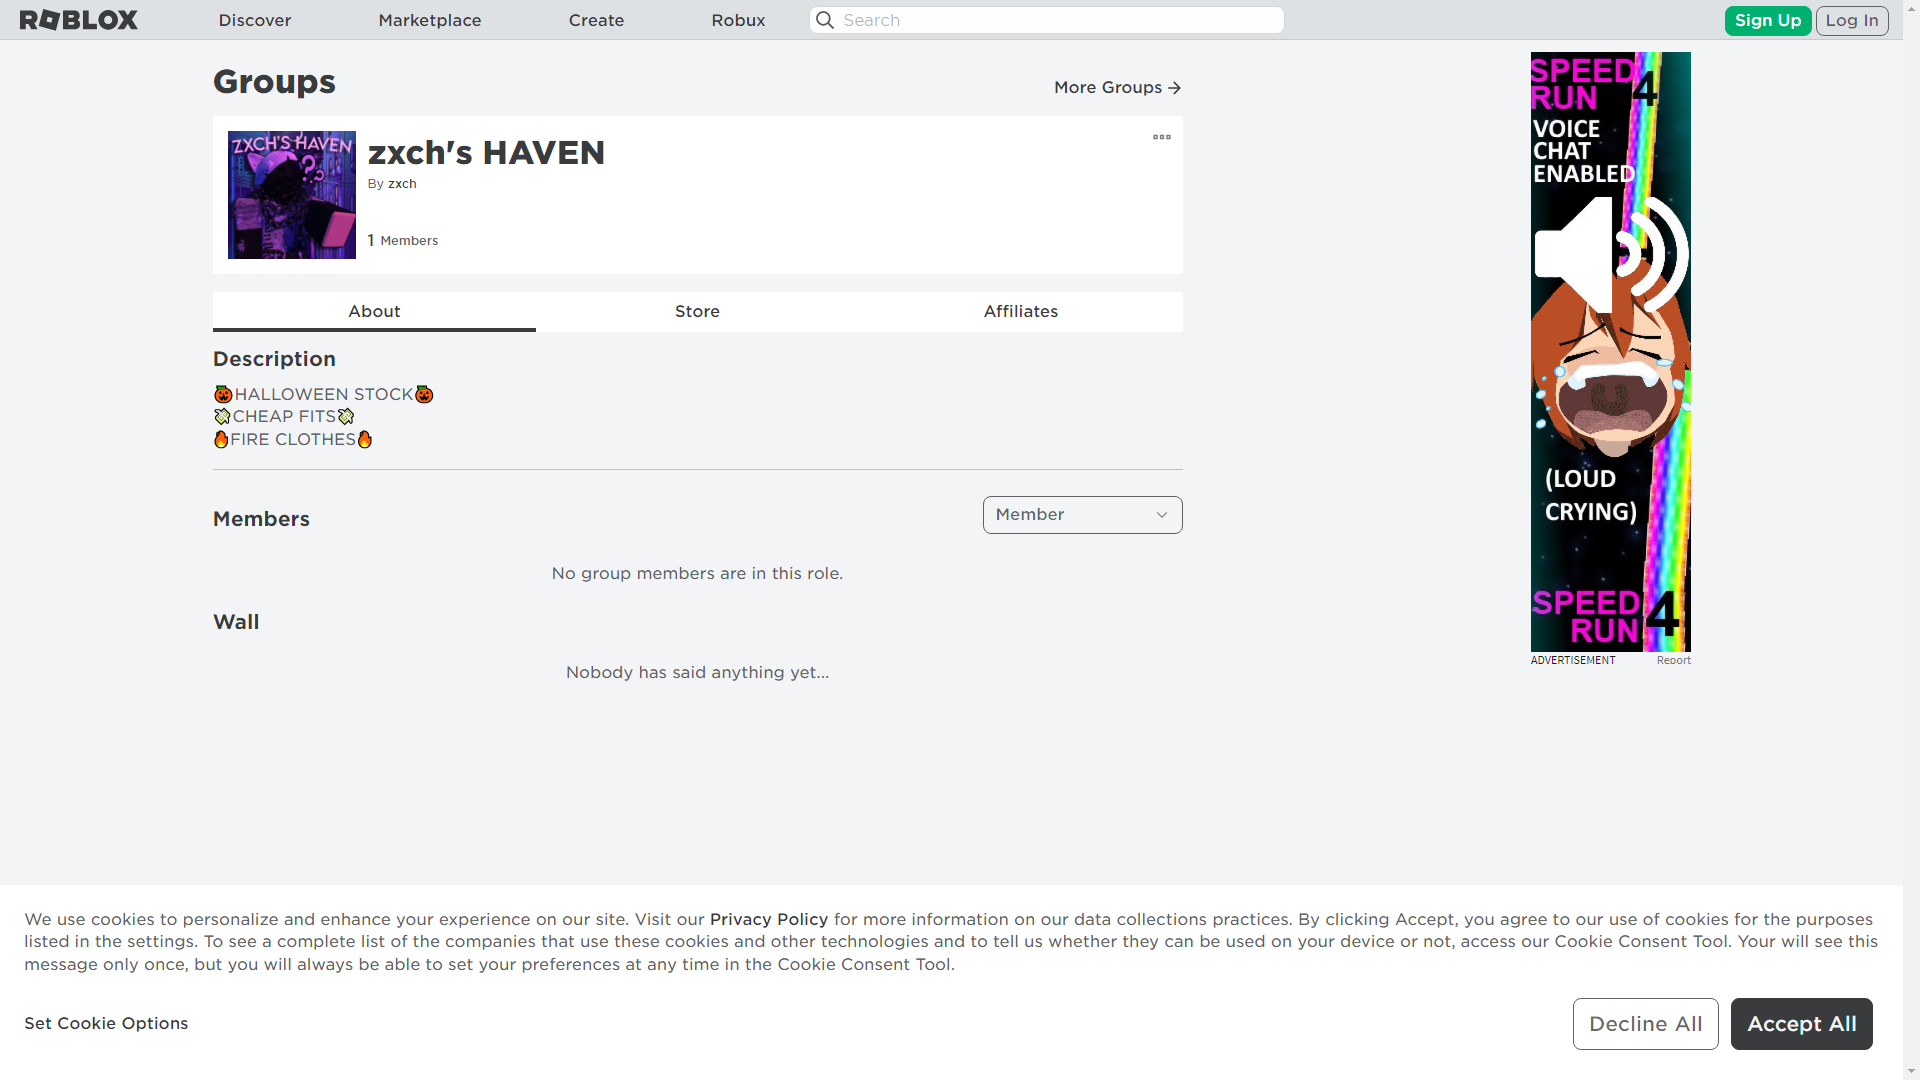 ROBLOX
Discover
Marketplace
Create
Robux
Search
Sign Up
Log In
Groups
More Groups
ZXCH'S HAVEN
??
zxch's HAVEN
By zxch
1 Members
About
Store
Affiliates
Description
🎃HALLOWEEN STOCK🎃
💸CHEAP FITS💸
🔥FIRE CLOTHES🔥
Members
Member
No group members are in this role.
Wall
Nobody has said anything yet...
SPEED
RUN 4
VOICE
CHAT
ENABLED
(LOUD
CRYING)
SPEED
RUN 4
ADVERTISEMENT
Report
We use cookies to personalize and enhance your experience on our site. Visit our Privacy Policy for more information on our data collections practices. By clicking Accept, you agree to our use of cookies for the purposes
listed in the settings. To see a complete list of the companies that use these cookies and other technologies and to tell us whether they can be used on your device or not, access our Cookie Consent Tool. Your will see this
message only once, but you will always be able to set your preferences at any time in the Cookie Consent Tool.
Set Cookie Options
Decline All
Accept All